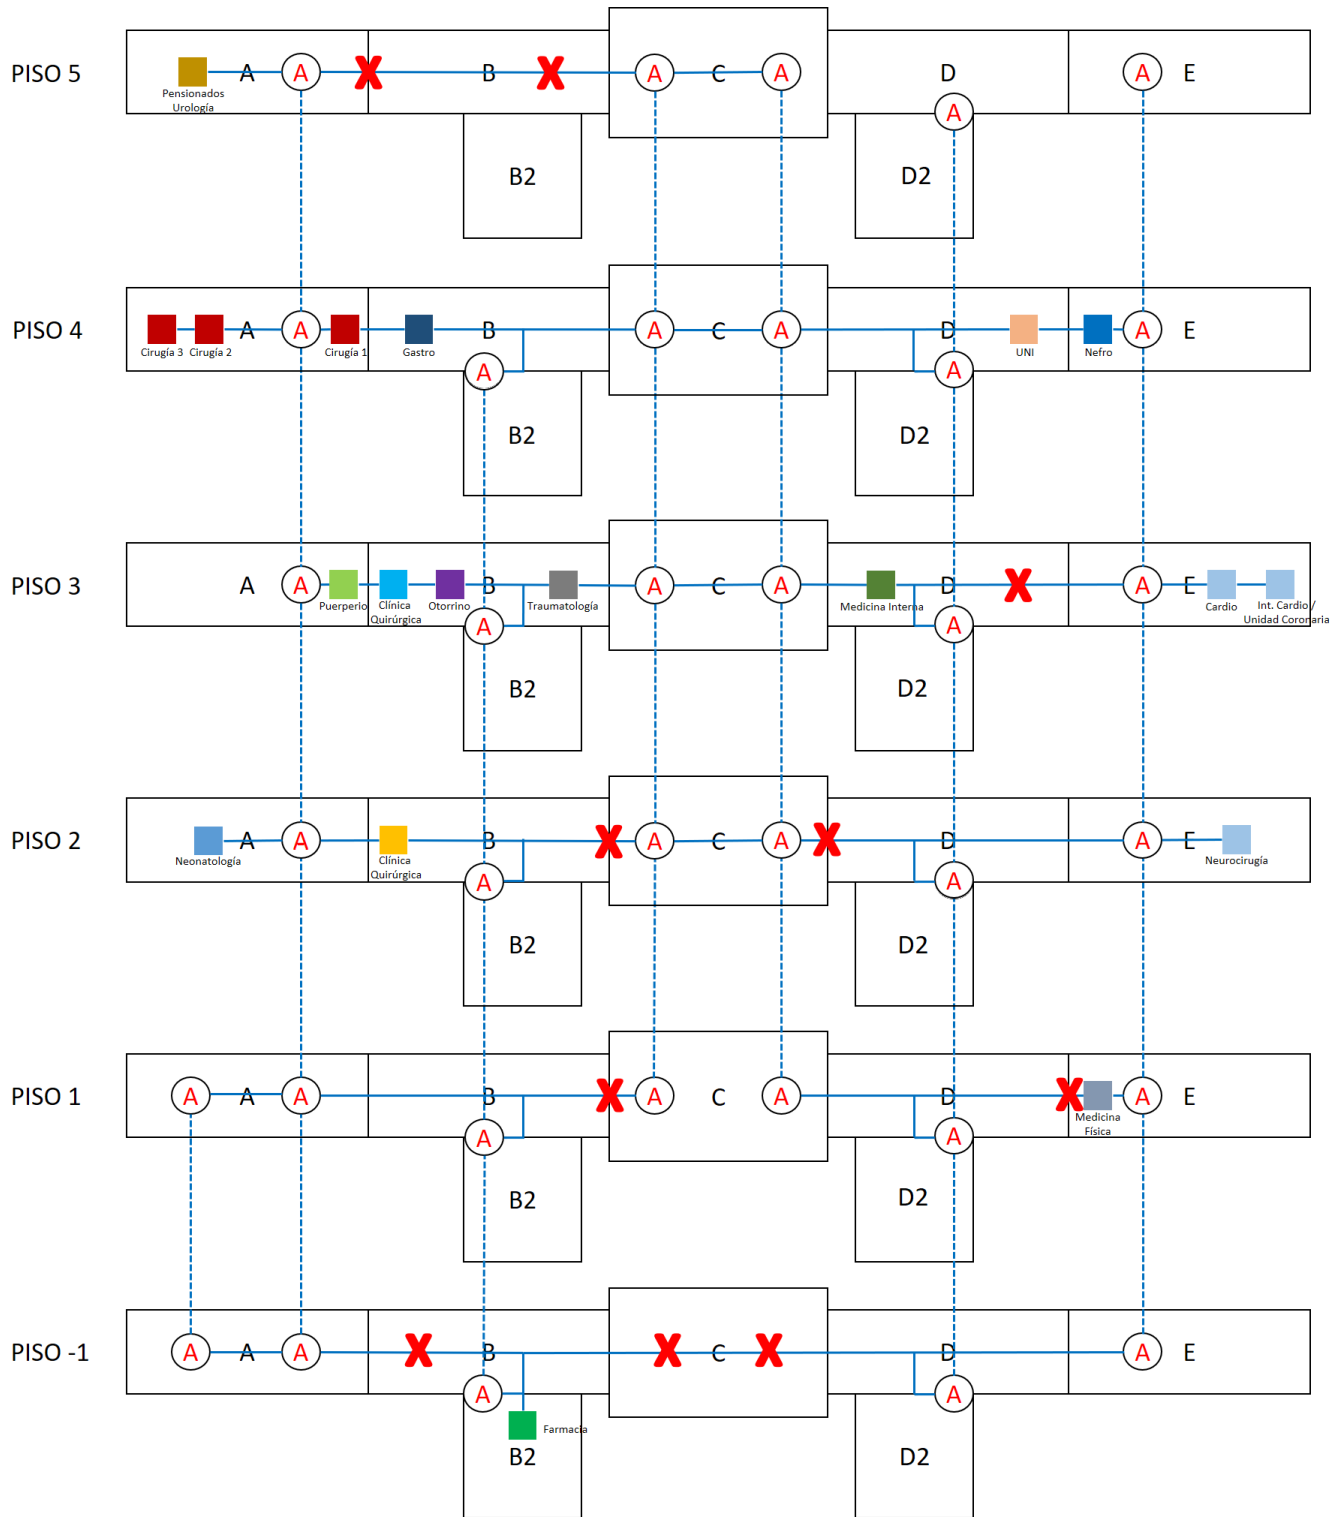 PISO 5
A
A
B
A
C
A
D
A
E
A
Pensionados
Urología
B2
D2
PISO 4
A
A
B
A
C
A
D
A
E
Cirugía 3
Cirugía 2
Cirugía 1
Gastro
UNI
Nefro
A
A
B2
D2
PISO 3
A
A
B
A
C
A
D
A
E
Puerperio
Clínica
Quirúrgica
Otorrino
Traumatología
Medicina Interna
Cardio
Int. Cardio /
Unidad Coronaria
A
A
B2
D2
PISO 2
A
A
B
A
C
A
D
A
E
Neonatología
Clínica
Quirúrgica
Neurocirugía
A
A
B2
D2
PISO 1
A
A
A
B
A
C
A
D
A
E
Medicina
Física
A
A
B2
D2
PISO -1
A
A
A
B
C
D
A
E
A
A
Farmacia
B2
D2